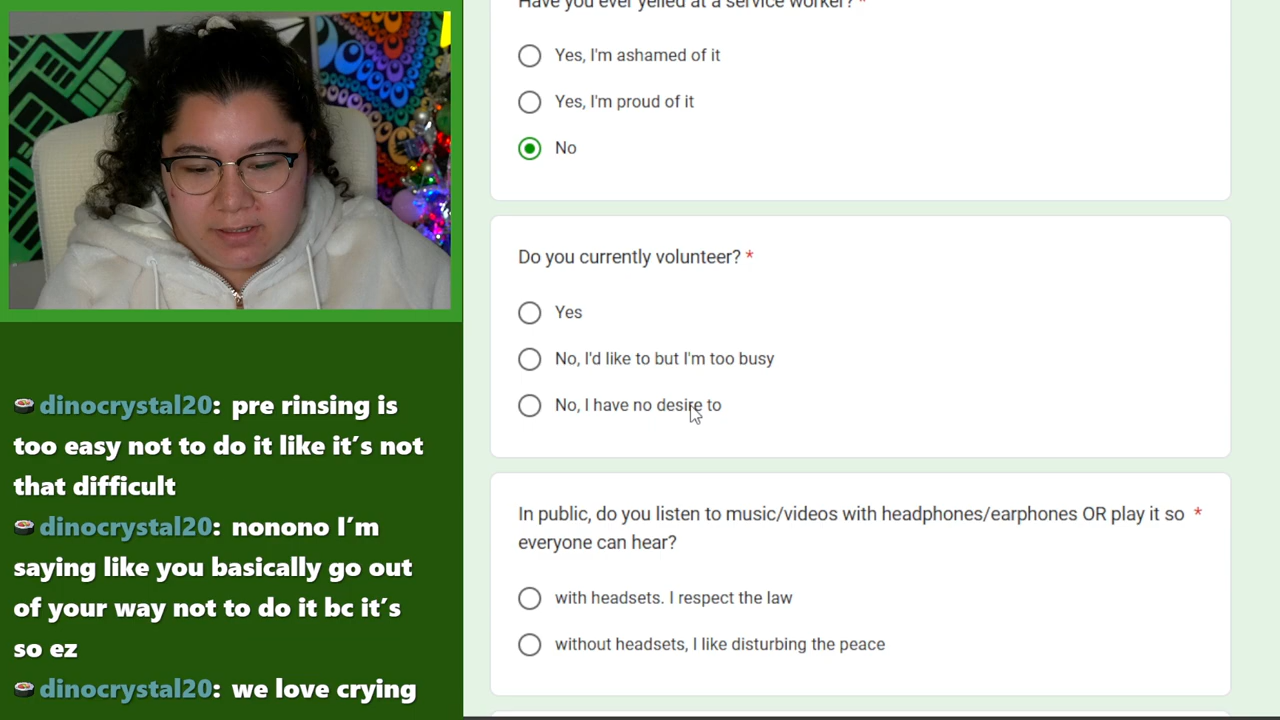 Have you ever yelled at a service worker? *
Yes, I'm ashamed of it
Yes, I'm proud of it
No
Do you currently volunteer? *
Yes
No, I'd like to but I'm too busy
No, I have no desire to
In public, do you listen to music/videos with headphones/earphones OR play it so *
everyone can hear?
with headsets. I respect the law
without headsets, I like disturbing the peace
dinocrystal20: pre rinsing is
too easy not to do it like it's not
that difficult
dinocrystal20: nonono I'm
saying like you basically go out
of your way not to do it bc it's
so ez
dinocrystal20: we love crying